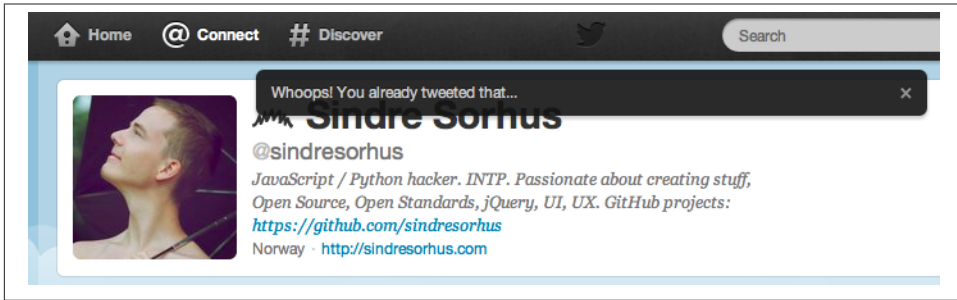 Home @ Connect # Discover Search
Whoops! You already tweeted that... ×
Sindre Sorhus
@sindresorhus
JavaScript / Python hacker. INTP. Passionate about creating stuff,
Open Source, Open Standards, jQuery, UI, UX. GitHub projects:
https://github.com/sindresorhus
Norway · http://sindresorhus.com